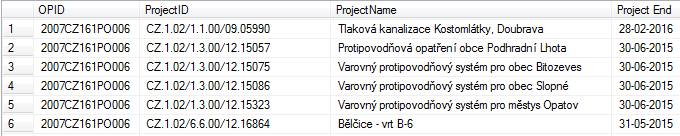 OPID ProjectID ProjectName Project End
1 2007CZ161PO006 CZ.1.02/1.1.00/09.05990 Tlaková kanalizace Kostomlátky, Doubrava 28-02-2016
2 2007CZ161PO006 CZ.1.02/1.3.00/12.15057 Protipovodňová opatření obce Podhradní Lhota 30-06-2015
3 2007CZ161PO006 CZ.1.02/1.3.00/12.15075 Varovný protipovodňový systém pro obec Bitozeves 30-06-2015
4 2007CZ161PO006 CZ.1.02/1.3.00/12.15086 Varovný protipovodňový systém pro obec Slopné 30-06-2015
5 2007CZ161PO006 CZ.1.02/1.3.00/12.15323 Varovný protipovodňový systém pro městys Opatov 30-06-2015
6 2007CZ161PO006 CZ.1.02/6.6.00/12.16864 Bělčice - vrt B-6 31-05-2015